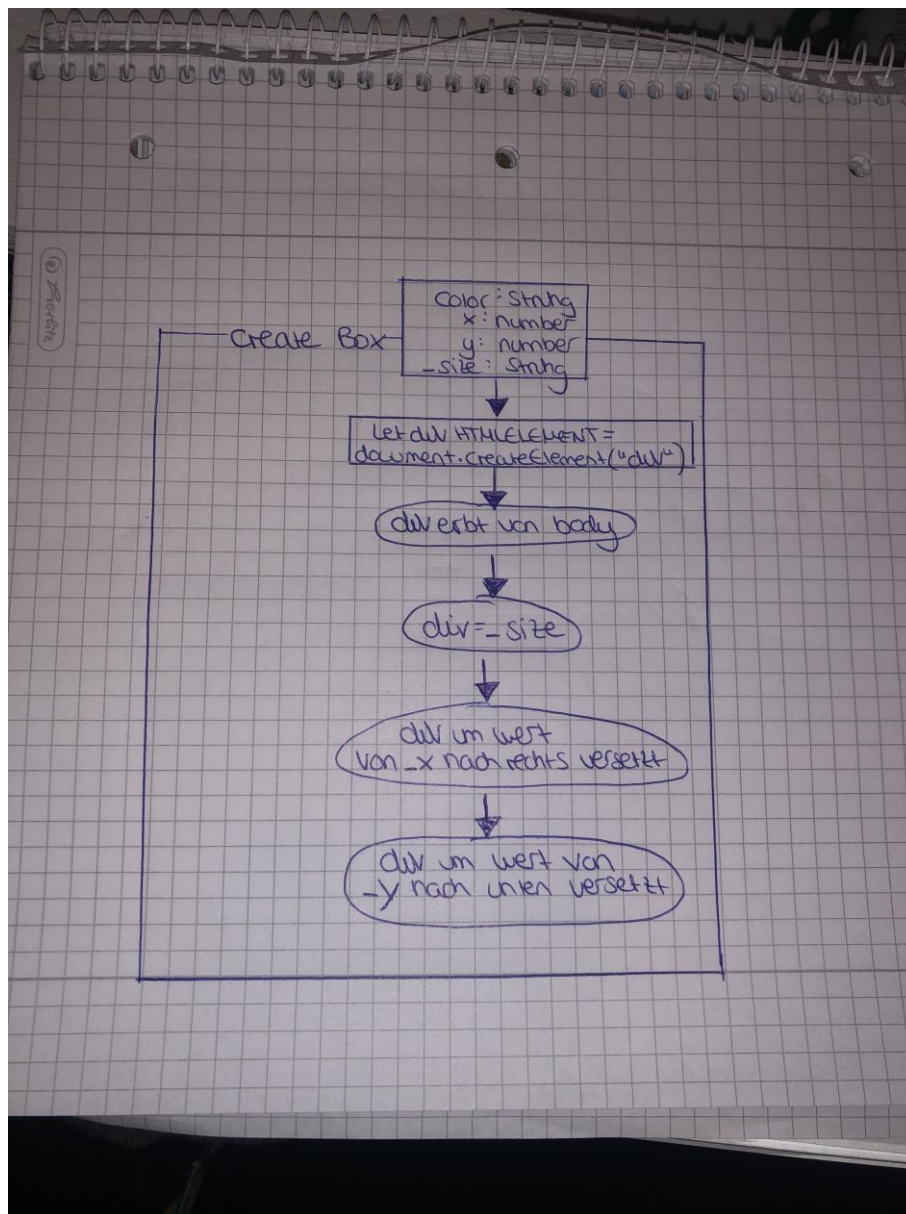 Color: String
x: number
Create Box
y: number
_size: String
Let div HTMLELEMENT =
document.createElement("div")
div erbt von body
div=_size
div um wert
von _x nach rechts versetzt
div um wert von
_y nach unten versetzt